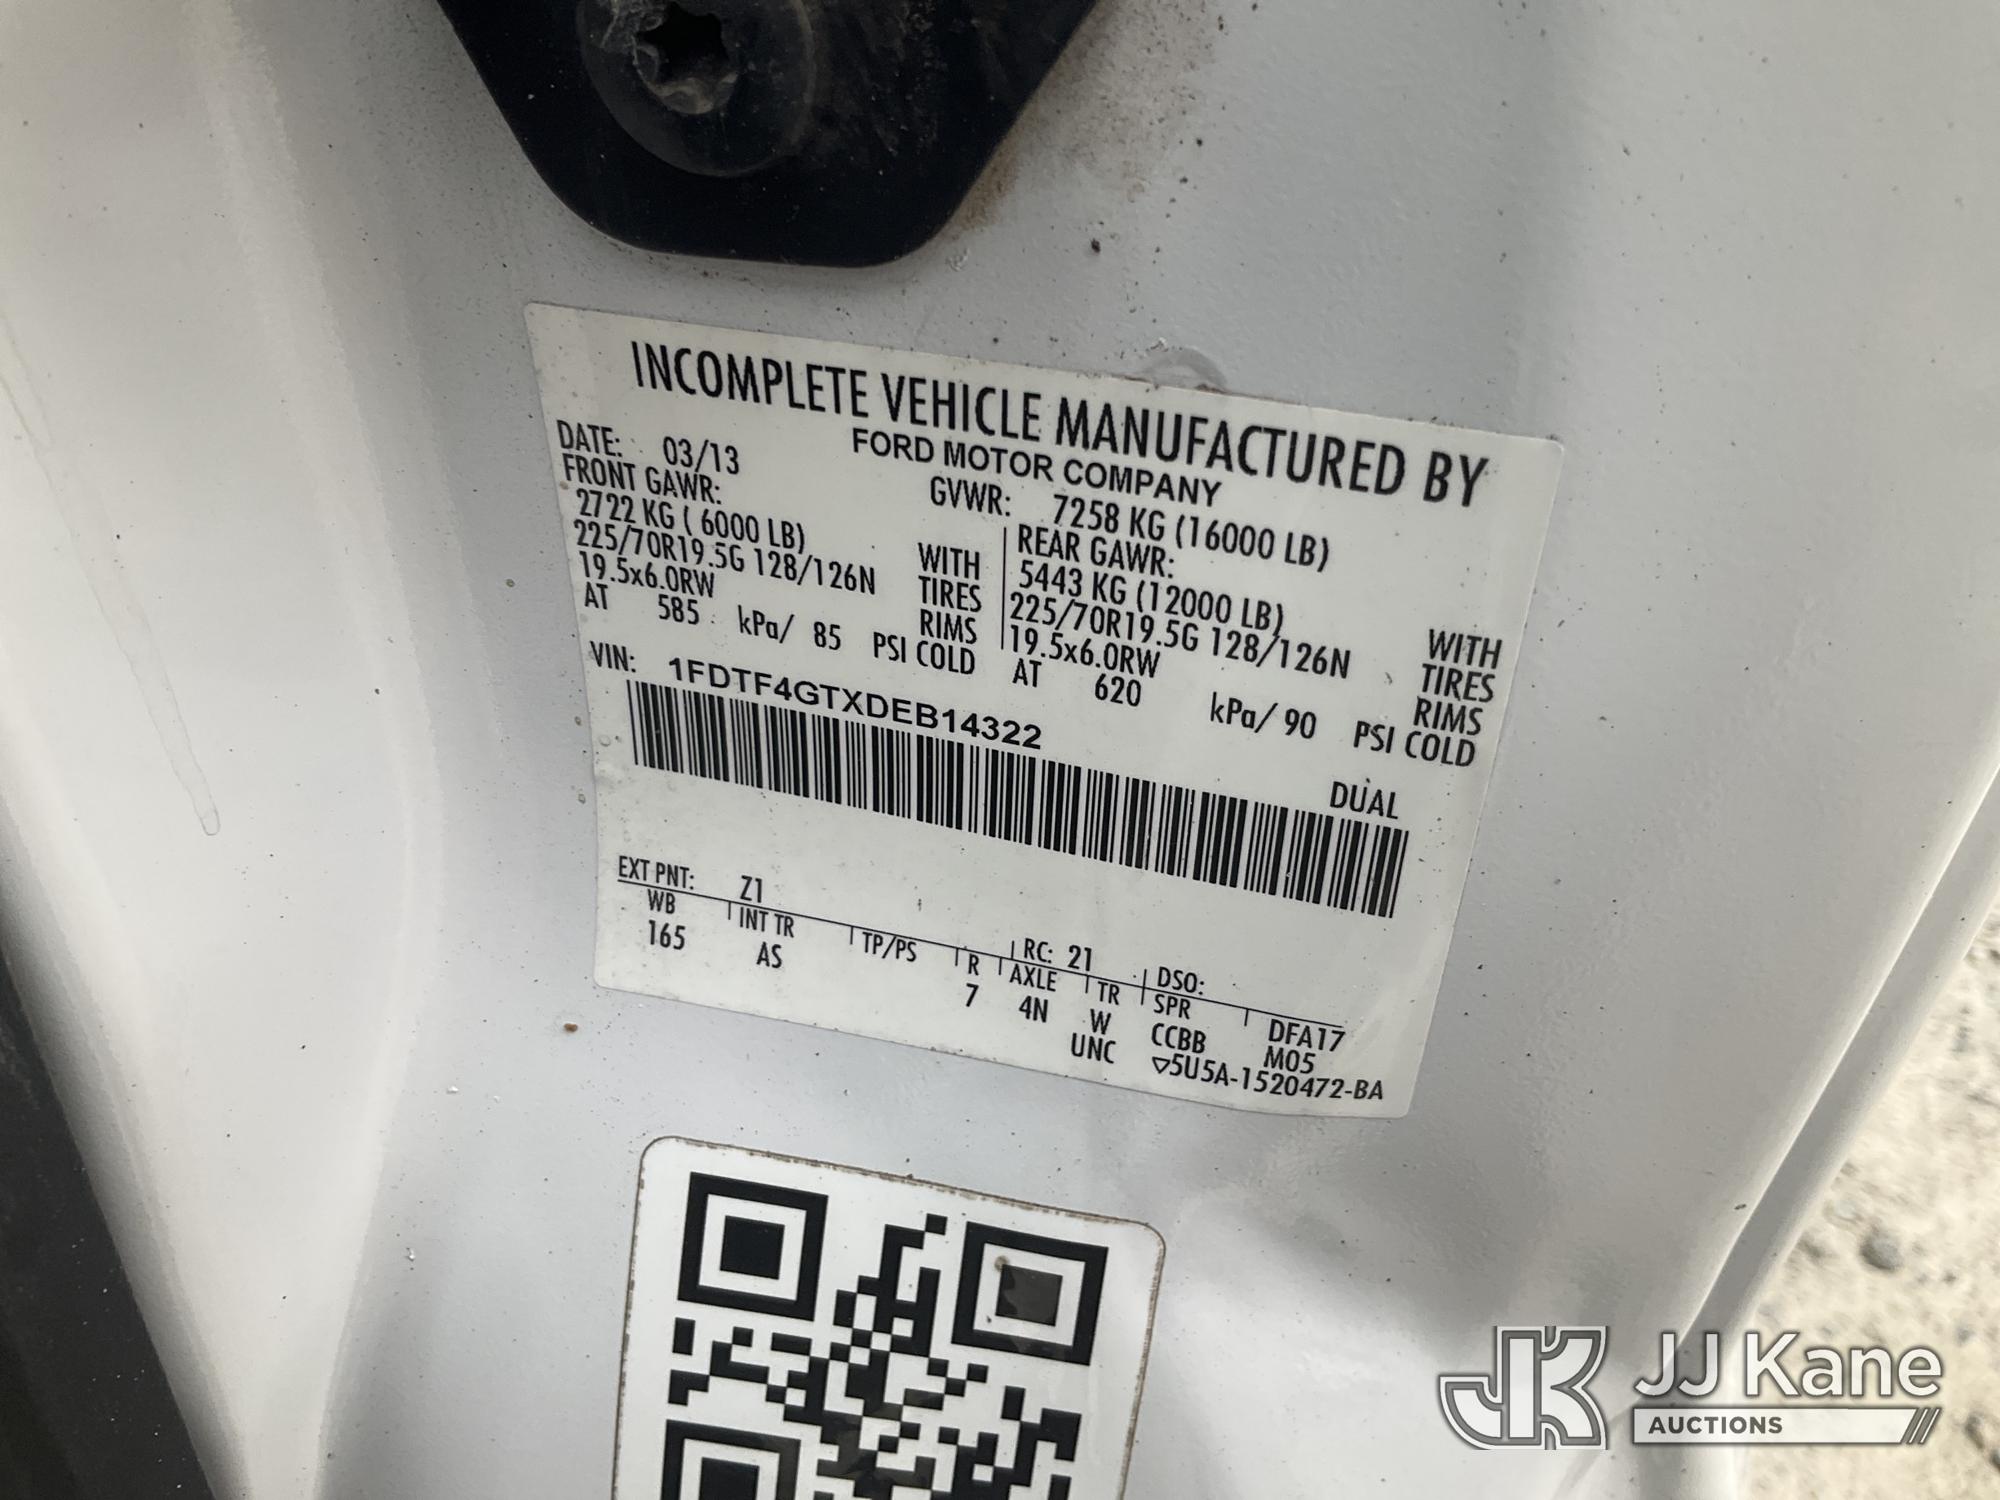 INCOMPLETE VEHICLE MANUFACTURED BY
FORD MOTOR COMPANY
DATE: 03/13 GVWR: 7258 KG (16000 LB)
FRONT GAWR: REAR GAWR:
2722 KG ( 6000 LB) WITH 5443 KG (12000 LB) WITH
225/70R19.5G 128/126N TIRES 225/70R19.5G 128/126N TIRES
19.5x6.0RW RIMS 19.5x6.0RW RIMS
AT 585 kPa/ 85 PSI COLD AT 620 kPa/ 90 PSI COLD
VIN: 1FDTF4GTXDEB14322
DUAL
EXT PNT: Z1 RC: 21 DSO:
WB INT TR TP/PS R AXLE TR SPR DFA17
165 AS 7 4N W CCBB M05
UNC ▽5U5A-1520472-BA
JK JJ Kane
AUCTIONS